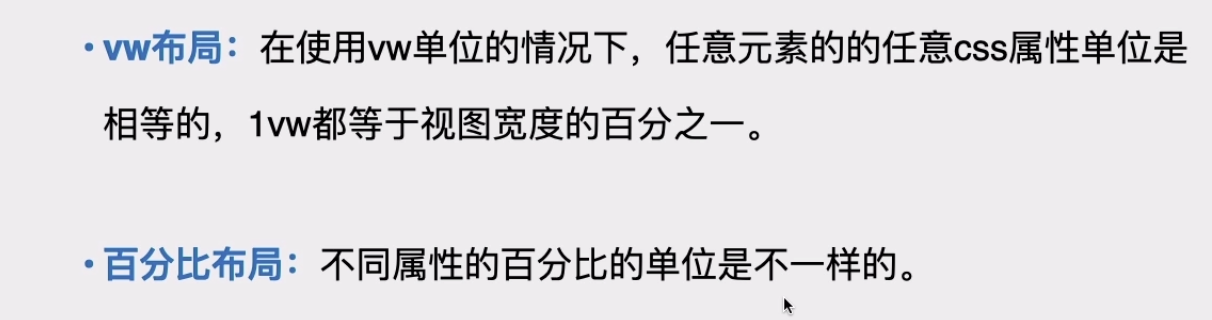 • vw布局：在使用vw单位的情况下，任意元素的的任意css属性单位是
相等的，1vw都等于视图宽度的百分之一。
• 百分比布局：不同属性的百分比的单位是不一样的。